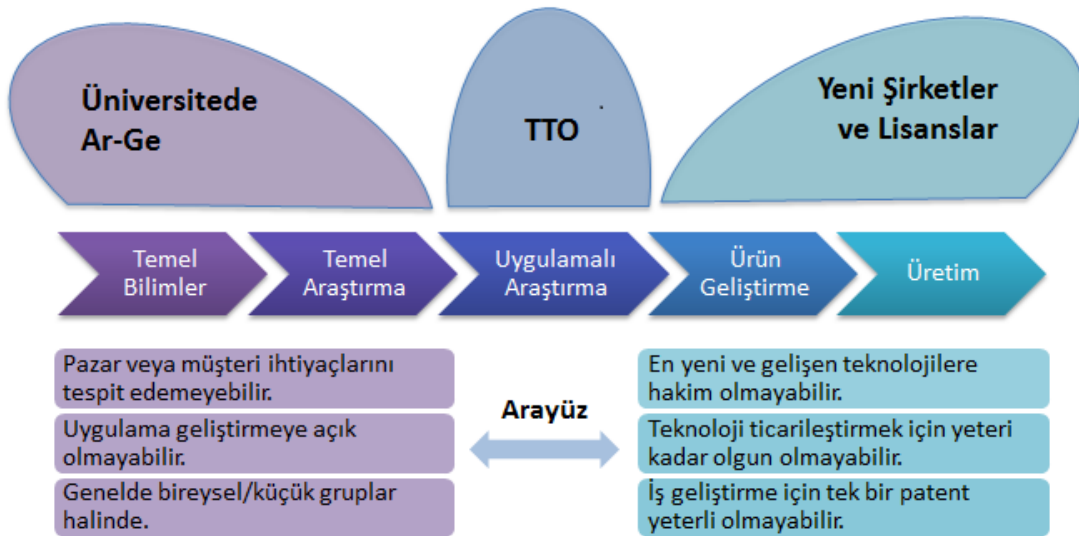 Üniversitede
Ar-Ge
TTO
Yeni Şirketler
ve Lisanslar
Temel
Bilimler
Temel
Araştırma
Uygulamalı
Araştırma
Ürün
Geliştirme
Üretim
Pazar veya müşteri ihtiyaçlarını
tespit edemeyebilir.
Uygulama geliştirmeye açık
olmayabilir.
Genelde bireysel/küçük gruplar
halinde.
Arayüz
En yeni ve gelişen teknolojilere
hakim olmayabilir.
Teknoloji ticarileştirmek için yeteri
kadar olgun olmayabilir.
İş geliştirme için tek bir patent
yeterli olmayabilir.